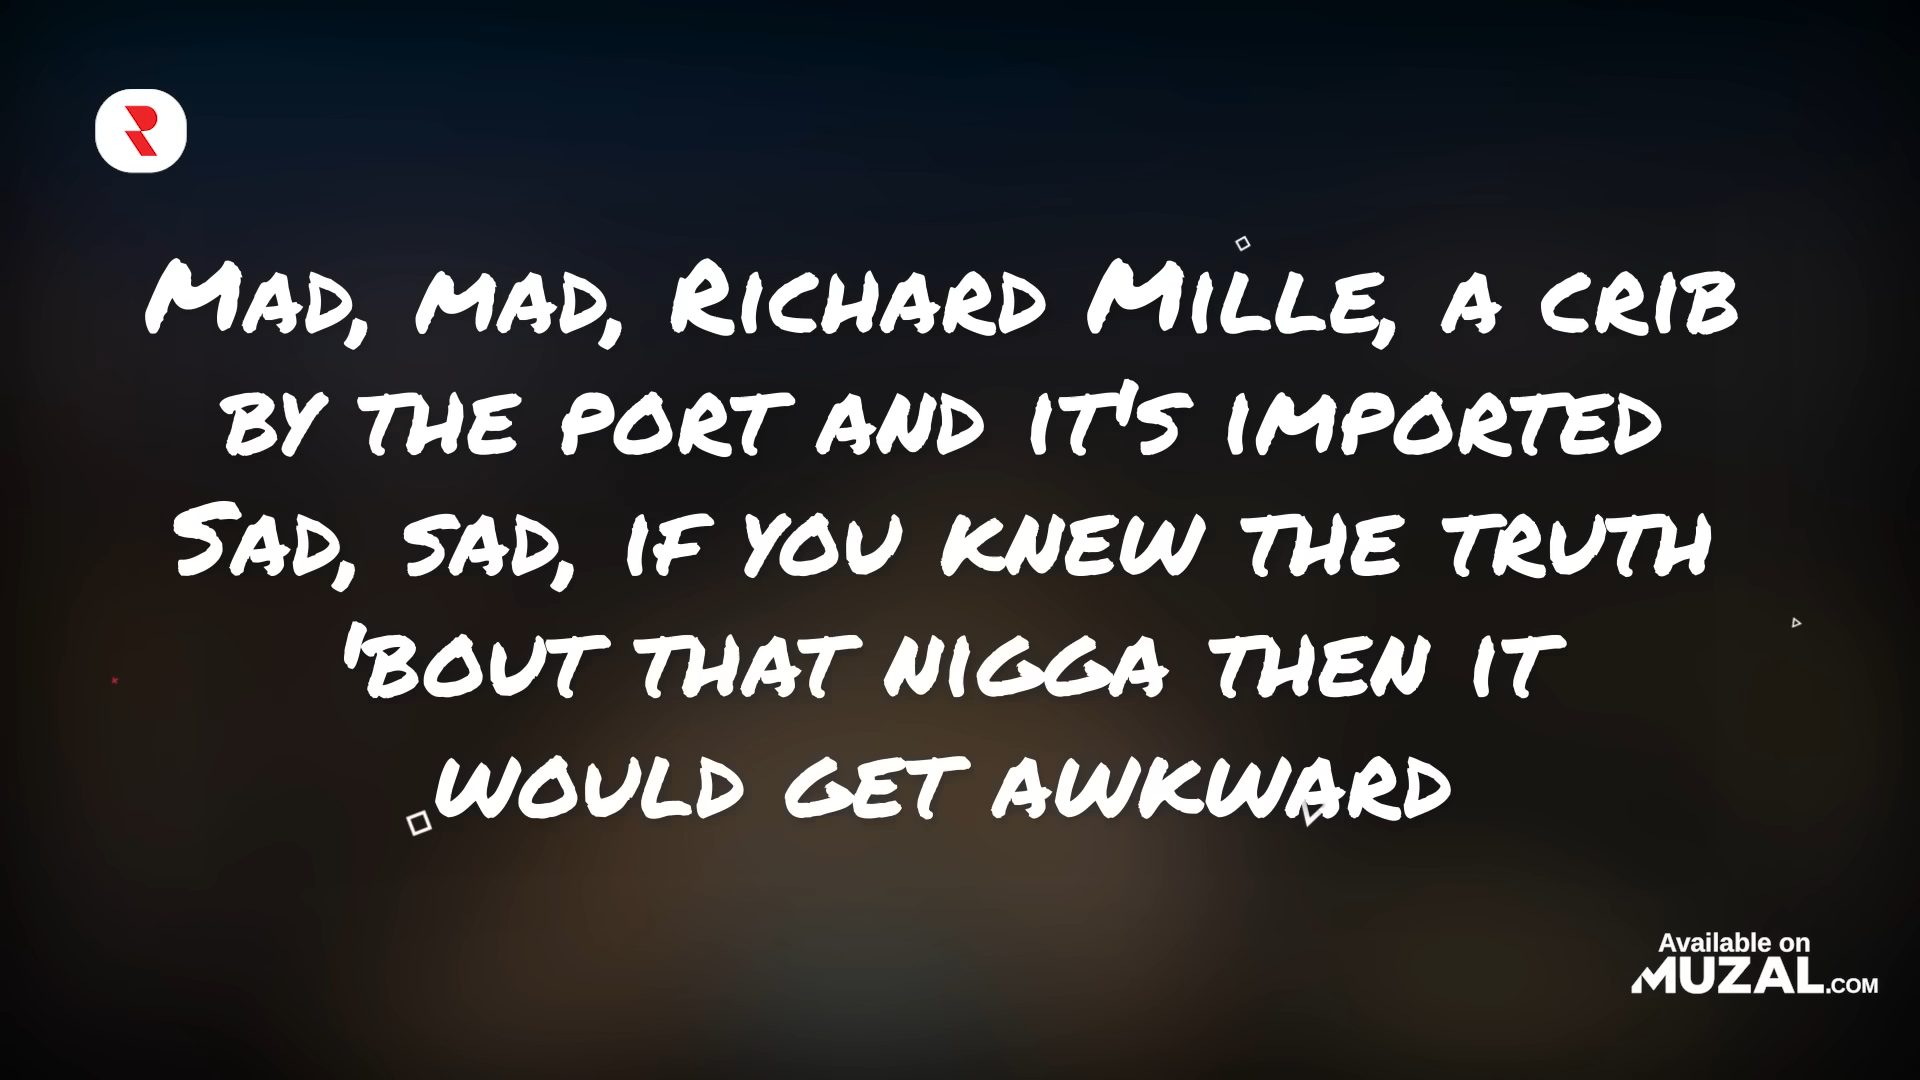 Mad, mad, Richard Mille, a crib
by the port and it's imported
Sad, sad, if you knew the truth
'bout that nigga then it
would get awkward
Available on
MUZAL.COM